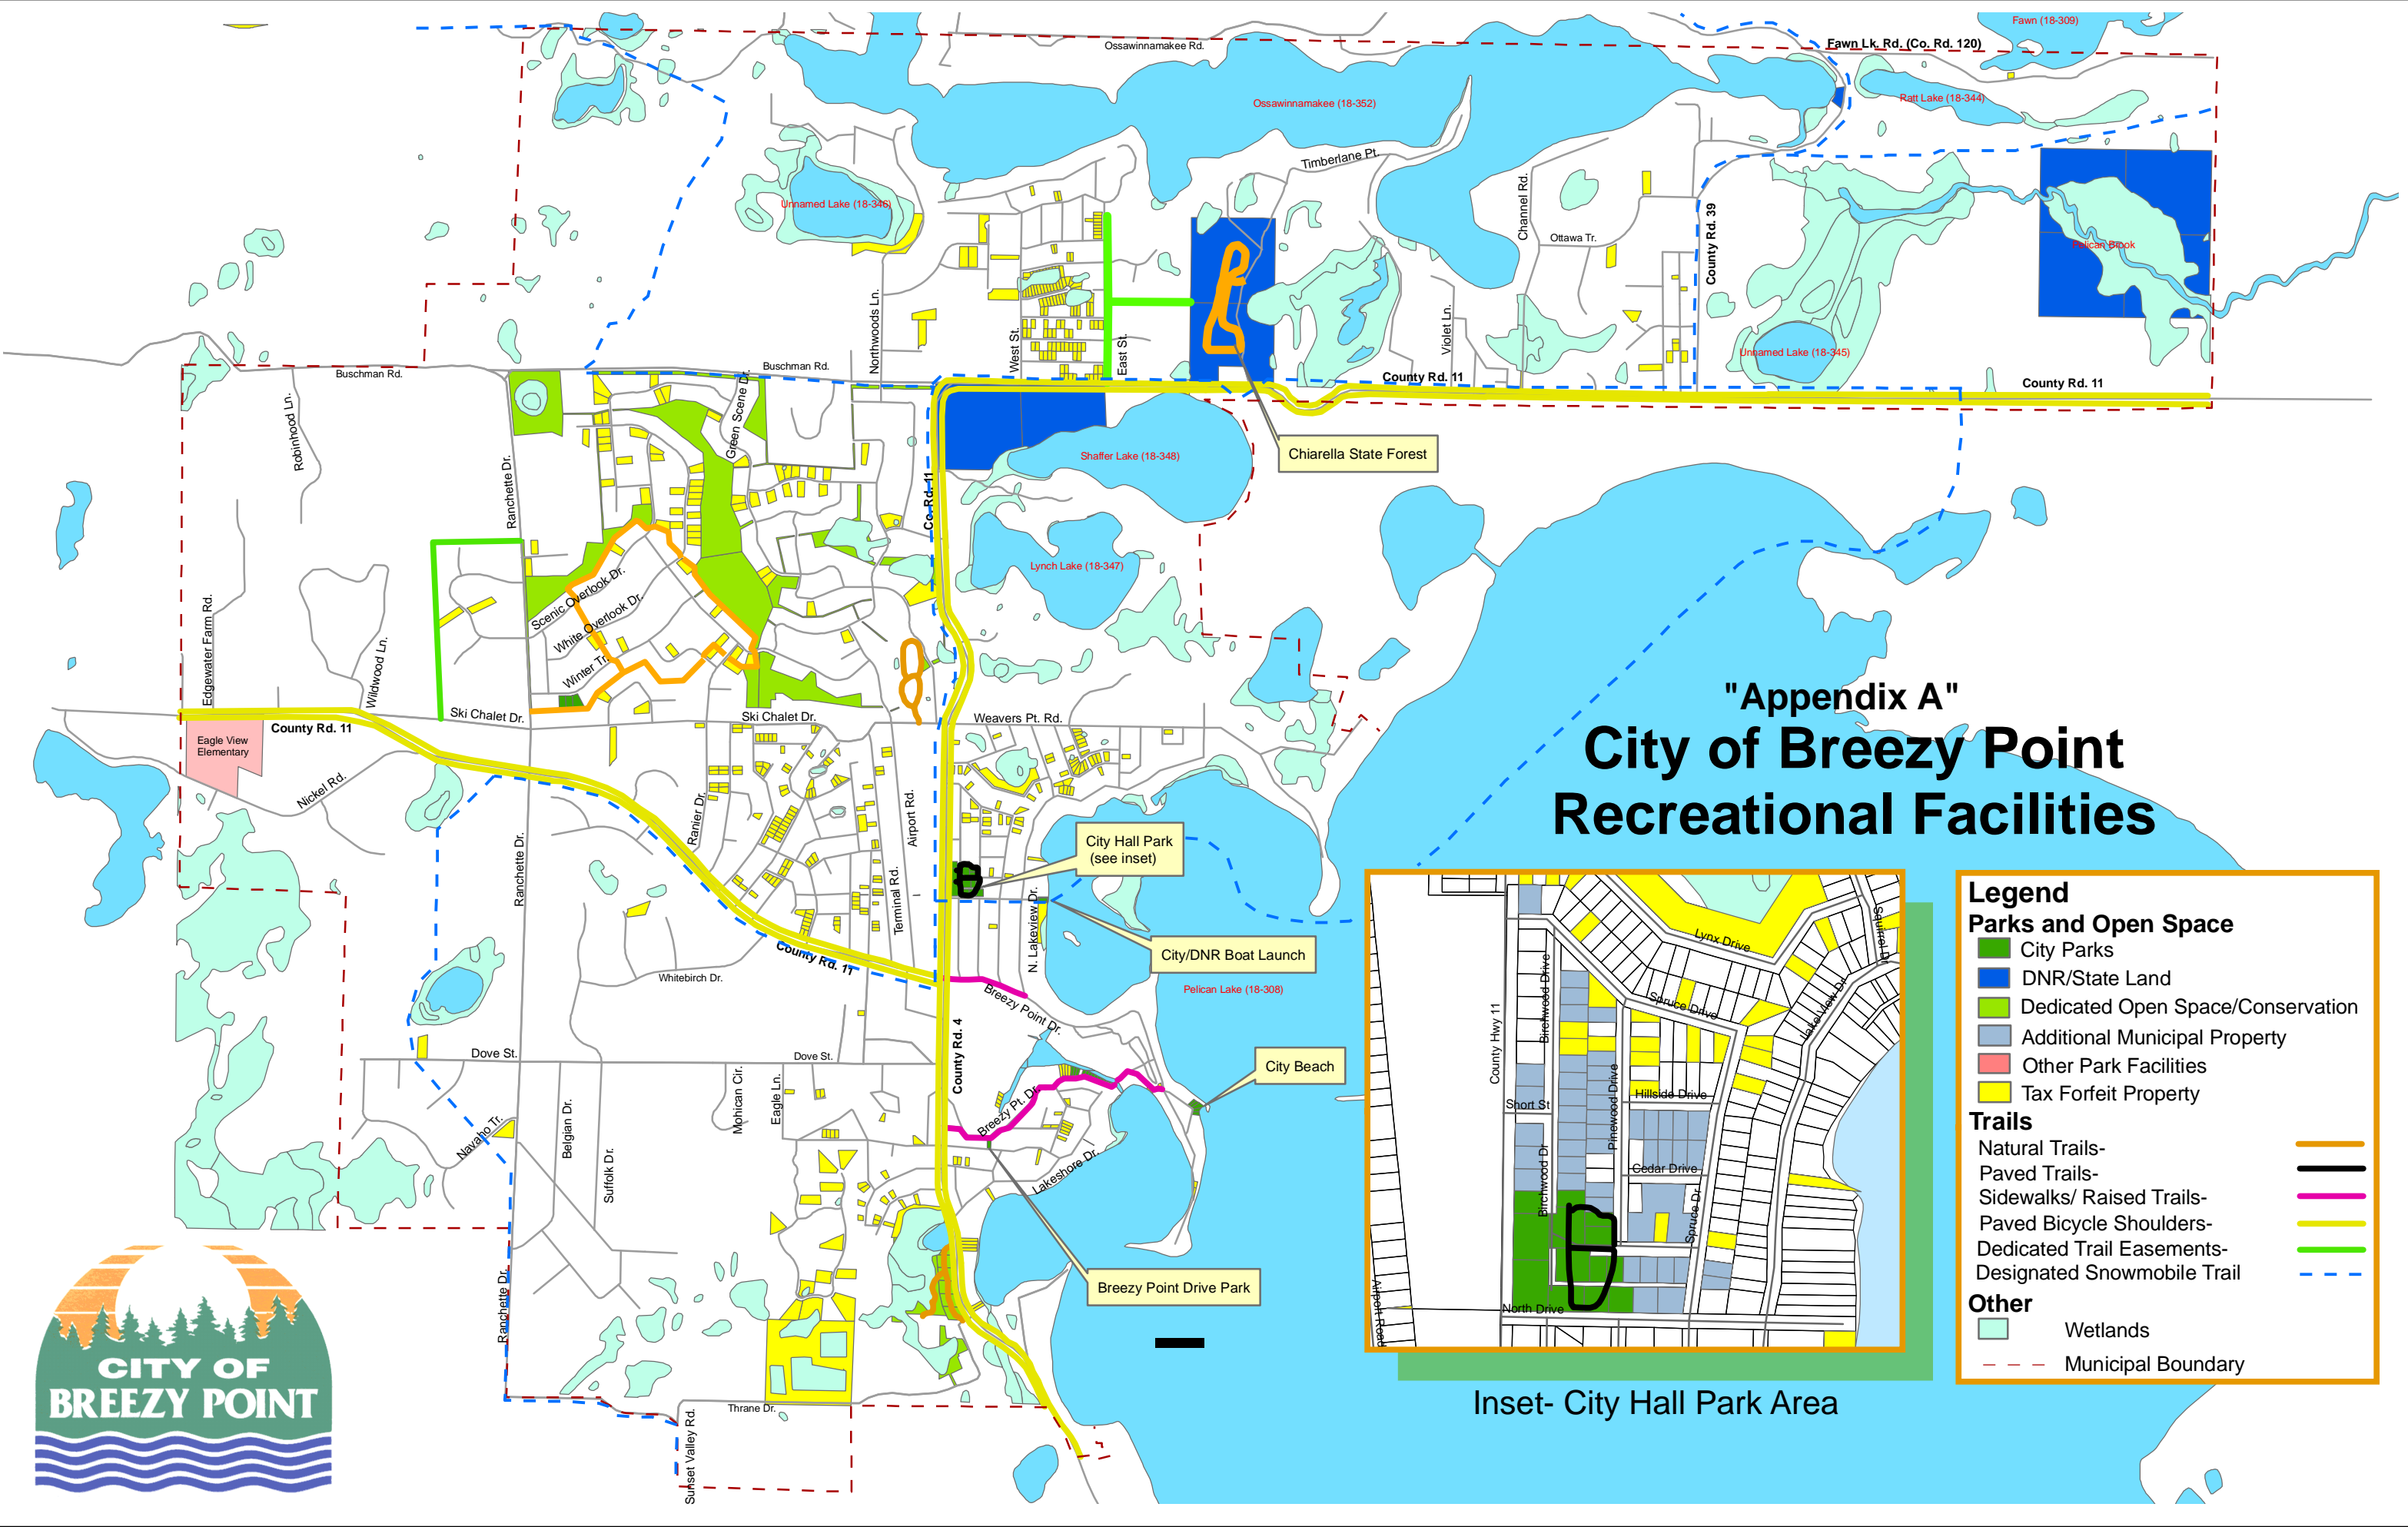 Fawn (18-309)
Fawn Lk. Rd. (Co. Rd. 120)
Ossawinnamakee Rd.
Ossawinnamakee (18-352)
Ratt Lake (18-344)
Timberlane Pt.
Unnamed Lake (18-346)
Channel Rd.
Ottawa Tr.
County Rd. 39
Pelican Brook
Northwoods Ln.
West St.
East St.
Violet Ln.
Unnamed Lake (18-345)
Buschman Rd.
Buschman Rd.
County Rd. 11
County Rd. 11
Robinhood Ln.
Green Scene Dr.
Ranchette Dr.
Co. Rd. 11
Shaffer Lake (18-348)
Chiarella State Forest
Lynch Lake (18-347)
Scenic Overlook Dr.
White Overlook Dr.
Winter Tr.
Edgewater Farm Rd.
Wildwood Ln.
Ski Chalet Dr.
Ski Chalet Dr.
Weavers Pt. Rd.
County Rd. 11
Eagle View
Elementary
Nickel Rd.
Ranier Dr.
Airport Rd.
Ranchette Dr.
Terminal Rd.
City Hall Park
(see inset)
N. Lakeview Dr.
City/DNR Boat Launch
County Rd. 11
Whitebirch Dr.
Pelican Lake (18-308)
Breezy Point Dr.
Dove St.
Dove St.
County Rd. 4
City Beach
Mohican Cir.
Eagle Ln.
Breezy Pt. Dr.
Navaho Tr.
Belgian Dr.
Suffolk Dr.
Lakeshore Dr.
Breezy Point Drive Park
Ranchette Dr.
Thrane Dr.
Sunset Valley Rd.
"Appendix A"
City of Breezy Point
Recreational Facilities
Lynx Drive
Squirrel Dr
Birchwood Drive
Spruce Drive
Lake View Dr
County Hwy 11
Pinewood Drive
Hillside Drive
Short St
Cedar Drive
Birchwood Dr
Spruce Dr
North Drive
Airport Road
Inset- City Hall Park Area
Legend
Parks and Open Space
City Parks
DNR/State Land
Dedicated Open Space/Conservation
Additional Municipal Property
Other Park Facilities
Tax Forfeit Property
Trails
Natural Trails-
Paved Trails-
Sidewalks/ Raised Trails-
Paved Bicycle Shoulders-
Dedicated Trail Easements-
Designated Snowmobile Trail
Other
Wetlands
Municipal Boundary
CITY OF
BREEZY POINT